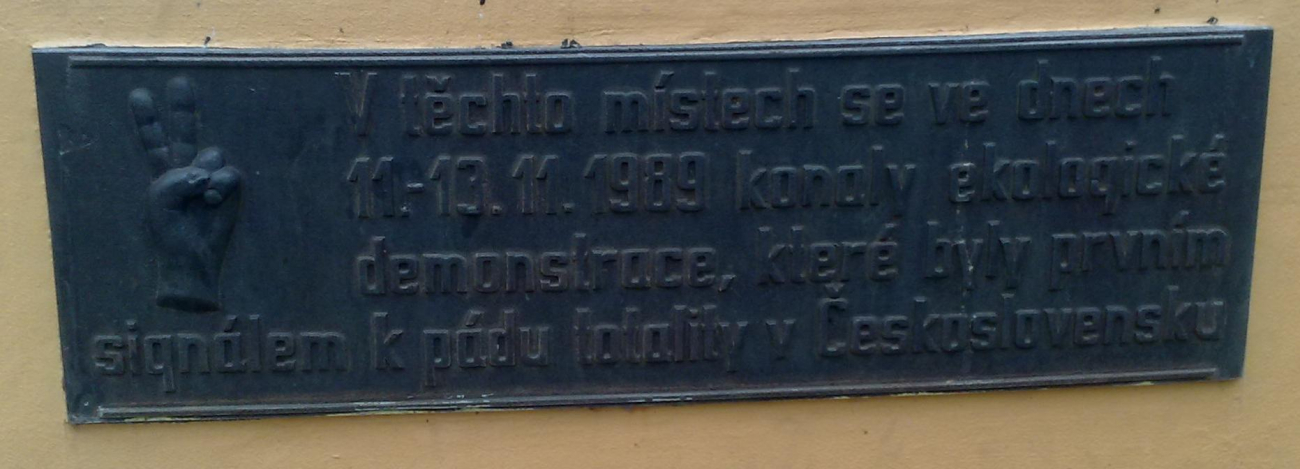 V těchto místech se ve dnech
11.-13.11.1989 konaly ekologické
demonstrace, které byly prvním
signálem k pádu totality v Československu